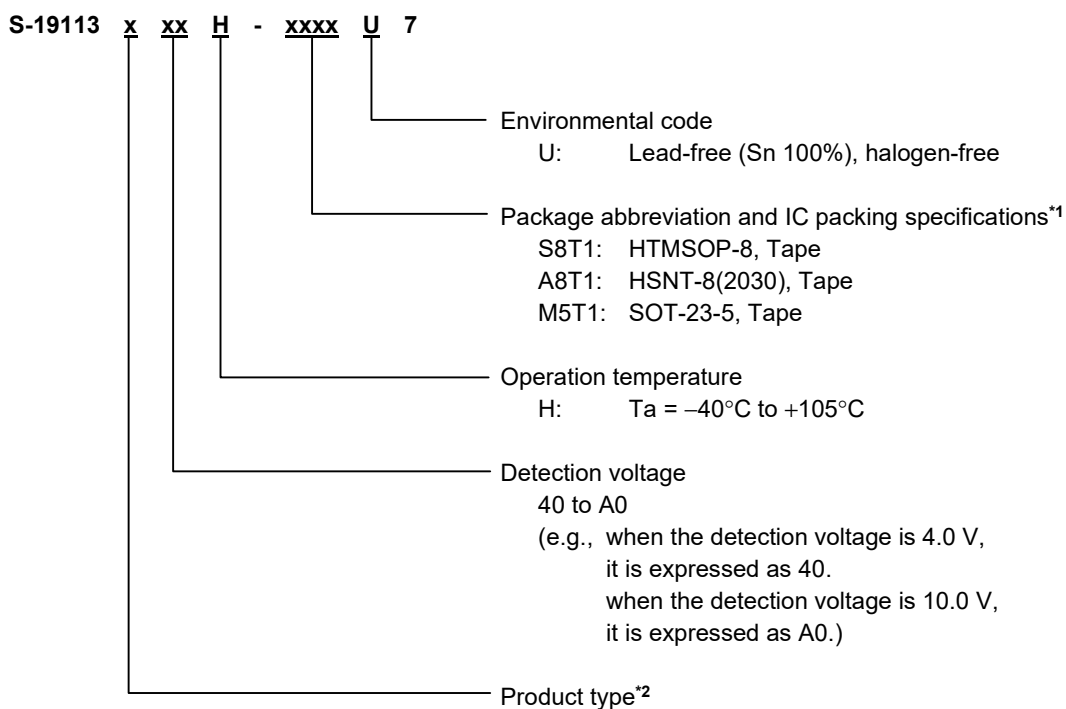 S-19113 x xx H - xxxx U 7
Environmental code
U: Lead-free (Sn 100%), halogen-free
Package abbreviation and IC packing specifications*1
S8T1: HTMSOP-8, Tape
A8T1: HSNT-8(2030), Tape
M5T1: SOT-23-5, Tape
Operation temperature
H: Ta = −40°C to +105°C
Detection voltage
40 to A0
(e.g., when the detection voltage is 4.0 V,
it is expressed as 40.
when the detection voltage is 10.0 V,
it is expressed as A0.)
Product type*2